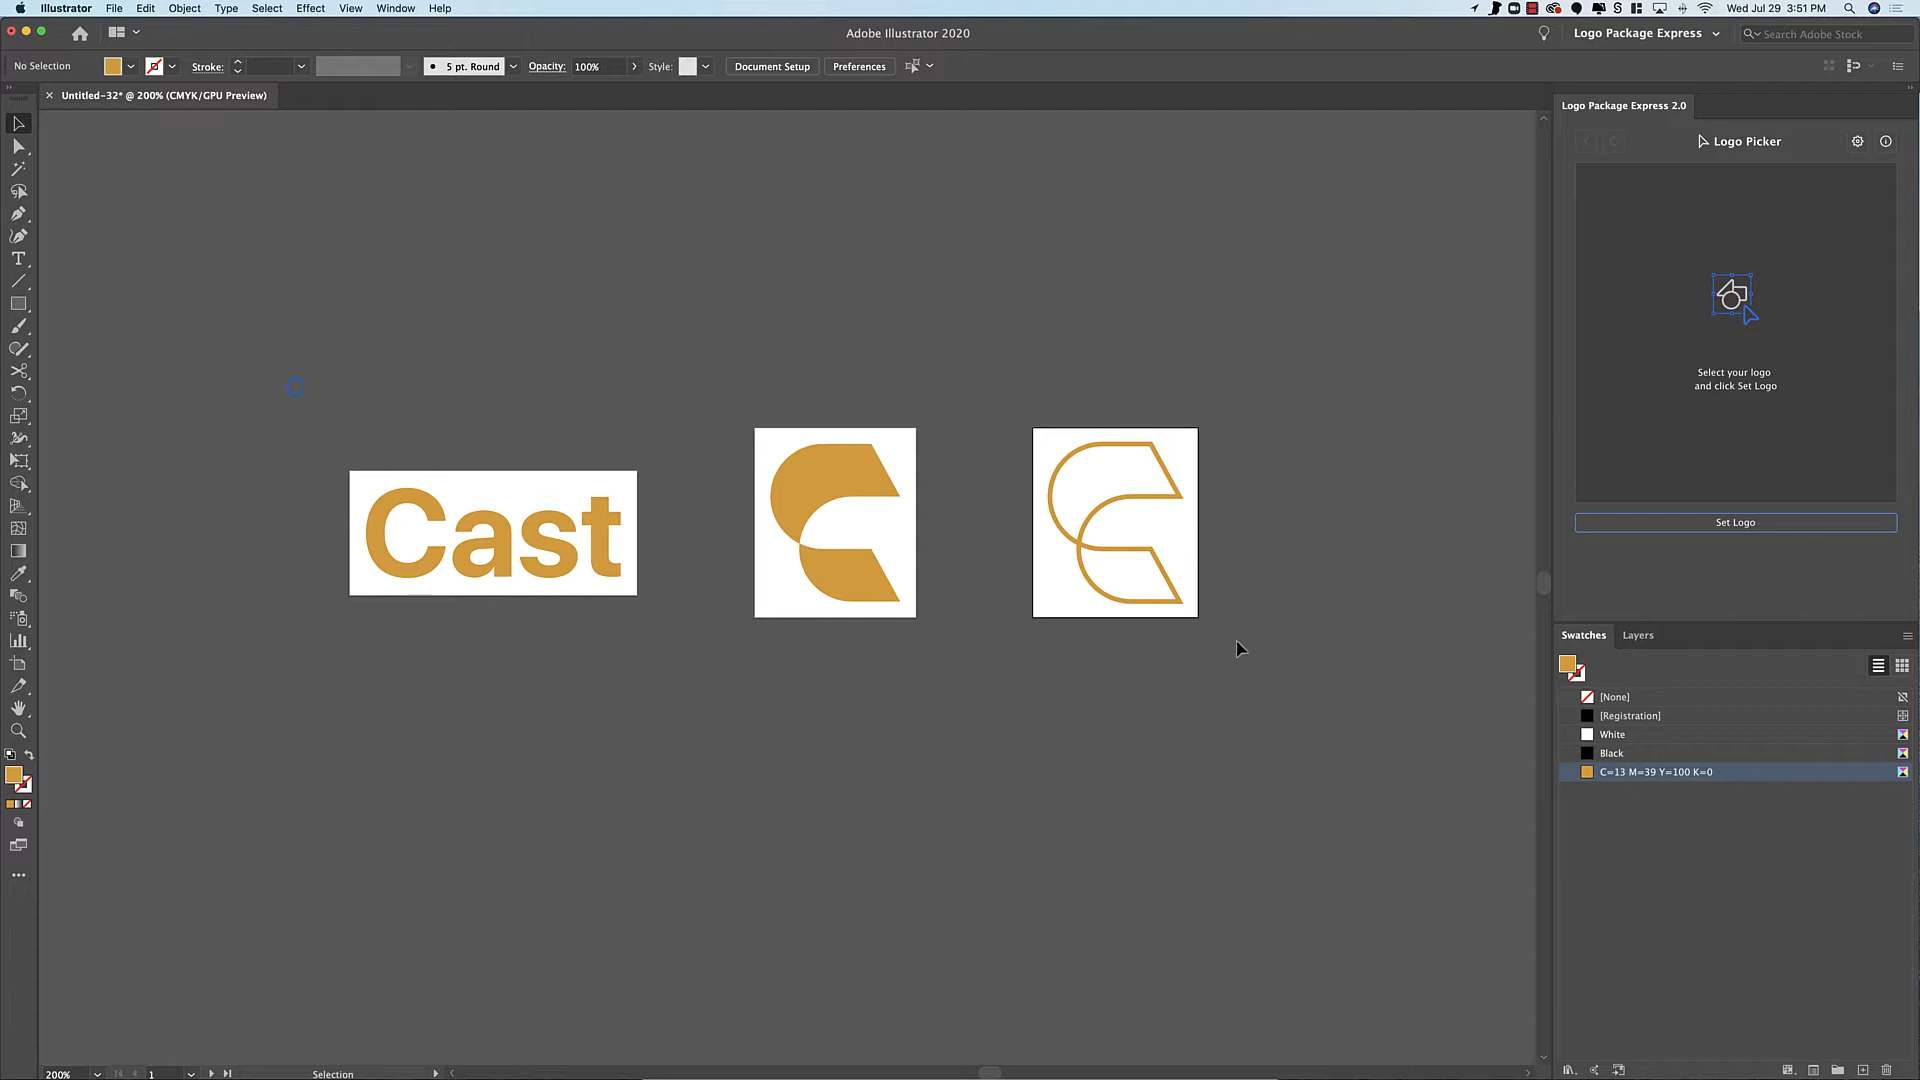 Illustrator File Edit Object Type Select Effect View Window Help
S
Wed Jul 29 3:51 PM
Adobe Illustrator 2020
Logo Package Express
Search Adobe Stock
No Selection
Stroke:
5 pt. Round
Opacity: 100%
Style:
Document Setup
Preferences
Untitled-32* @ 200% (CMYK/GPU Preview)
Logo Package Express 2.0
Logo Picker
Select your logo
and click Set Logo
Set Logo
Cast
Swatches
Layers
[None]
[Registration]
White
Black
C=13 M=39 Y=100 K=0
200%
1
Selection